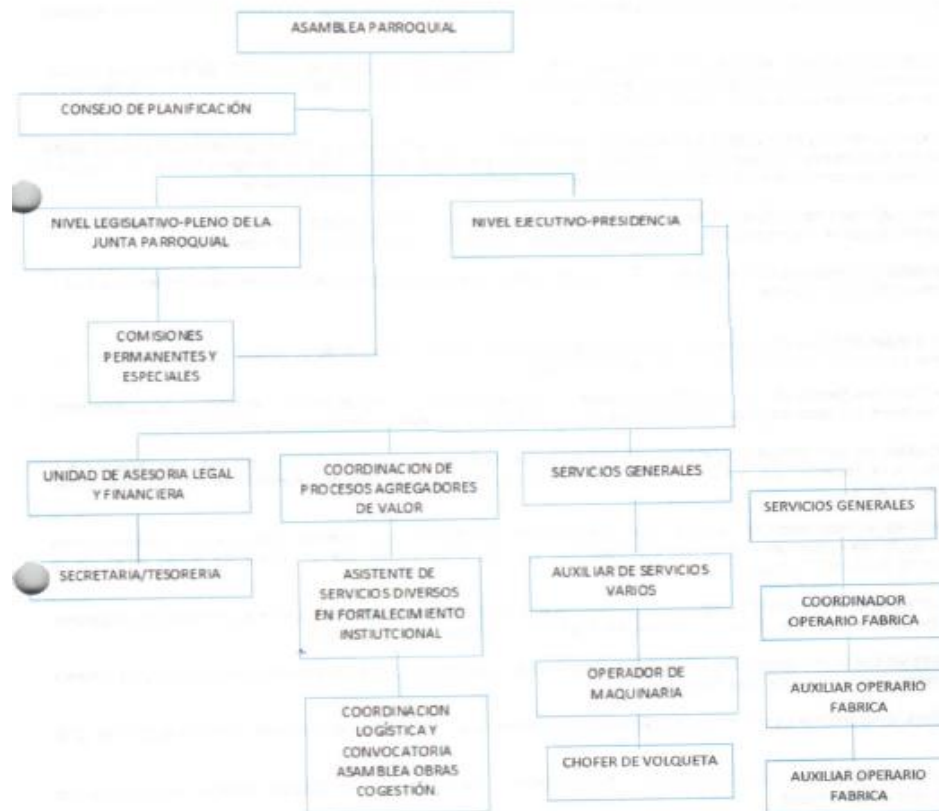 ASAMBLEA PARROQUIAL
CONSEJO DE PLANIFICACIÓN
NIVEL LEGISLATIVO-PLENO DE LA
JUNTA PARROQUIAL
NIVEL EJECUTIVO-PRESIDENCIA
COMISIONES
PERMANENTES Y
ESPECIALES
UNIDAD DE ASESORIA LEGAL
Y FINANCIERA
SECRETARIA/TESORERIA
COORDINACION DE
PROCESOS AGREGADORES
DE VALOR
ASISTENTE DE
SERVICIOS DIVERSOS
EN FORTALECIMIENTO
INSTIUTCIONAL
COORDINACION
LOGÍSTICA Y
CONVOCATORIA
ASAMBLEA OBRAS
COGESTIÓN.
SERVICIOS GENERALES
AUXILIAR DE SERVICIOS
VARIOS
OPERADOR DE
MAQUINARIA
CHOFER DE VOLQUETA
SERVICIOS GENERALES
COORDINADOR
OPERARIO FABRICA
AUXILIAR OPERARIO
FABRICA
AUXILIAR OPERARIO
FABRICA